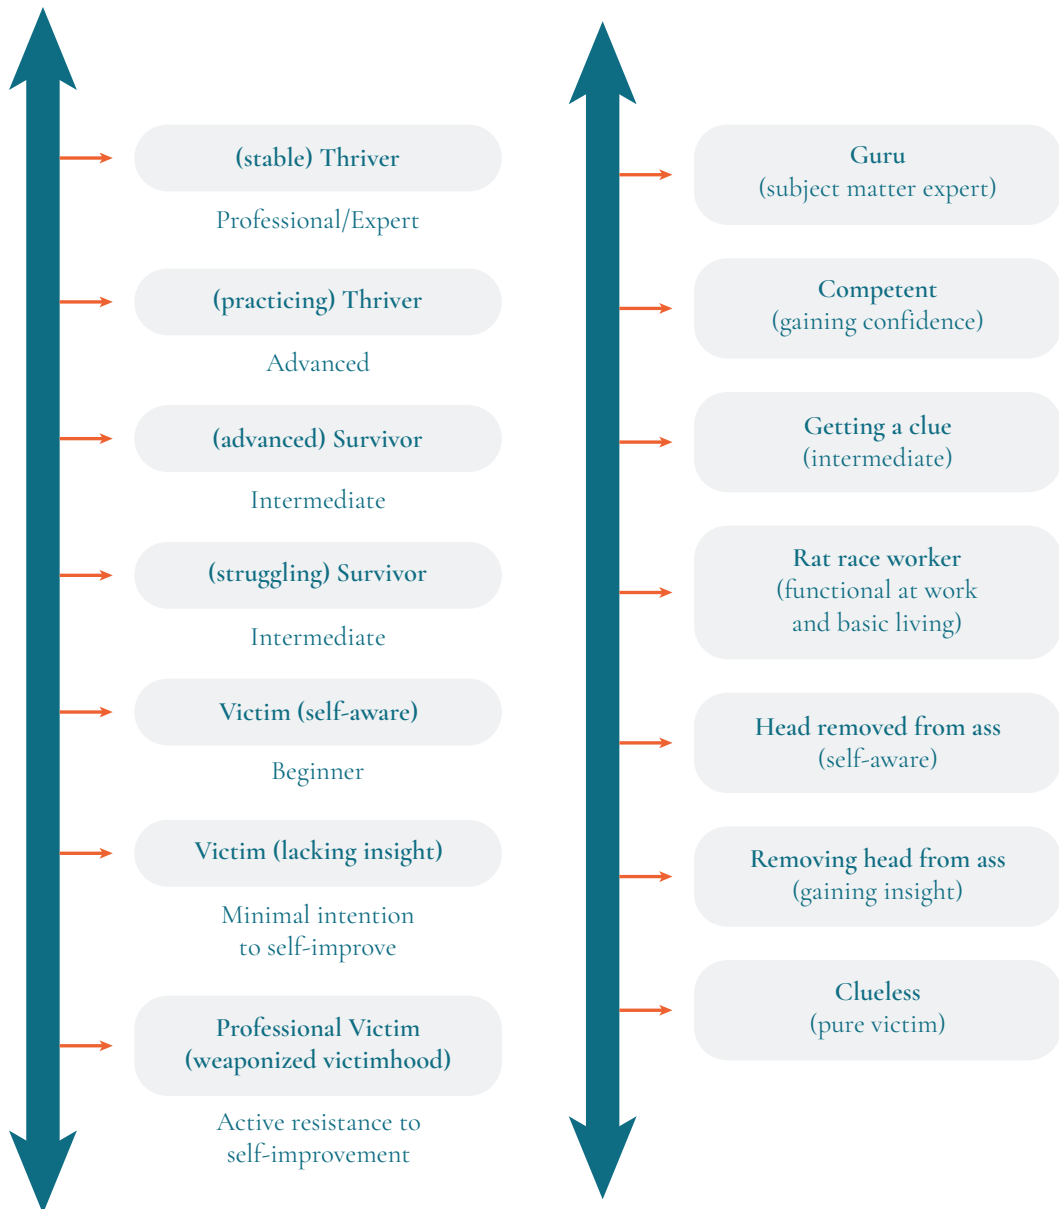 (stable) Thriver
Professional/Expert
(practicing) Thriver
Advanced
(advanced) Survivor
Intermediate
(struggling) Survivor
Intermediate
Victim (self-aware)
Beginner
Victim (lacking insight)
Minimal intention
to self-improve
Professional Victim
(weaponized victimhood)
Active resistance to
self-improvement
Guru
(subject matter expert)
Competent
(gaining confidence)
Getting a clue
(intermediate)
Rat race worker
(functional at work
and basic living)
Head removed from ass
(self-aware)
Removing head from ass
(gaining insight)
Clueless
(pure victim)